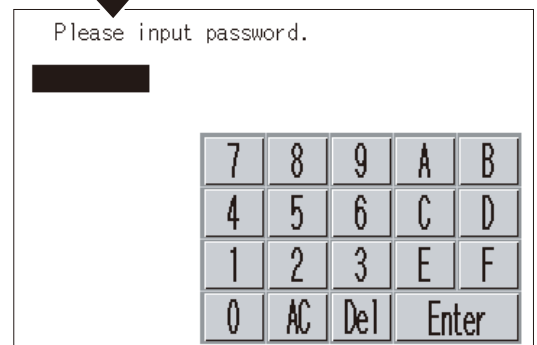 Please input password.
7 8 9 A B
4 5 6 C D
1 2 3 E F
0 AC Del Enter